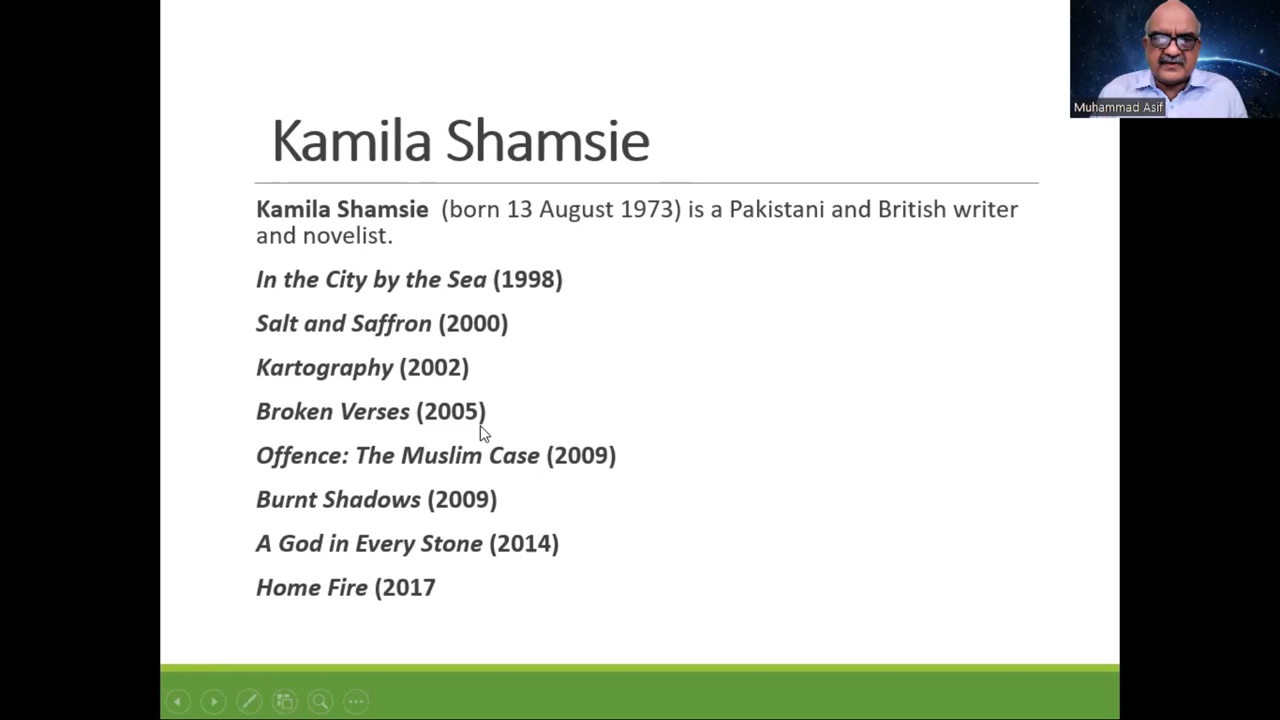 Muhammad Asif
Kamila Shamsie
Kamila Shamsie (born 13 August 1973) is a Pakistani and British writer
and novelist.
In the City by the Sea (1998)
Salt and Saffron (2000)
Kartography (2002)
Broken Verses (2005)
Offence: The Muslim Case (2009)
Burnt Shadows (2009)
A God in Every Stone (2014)
Home Fire (2017